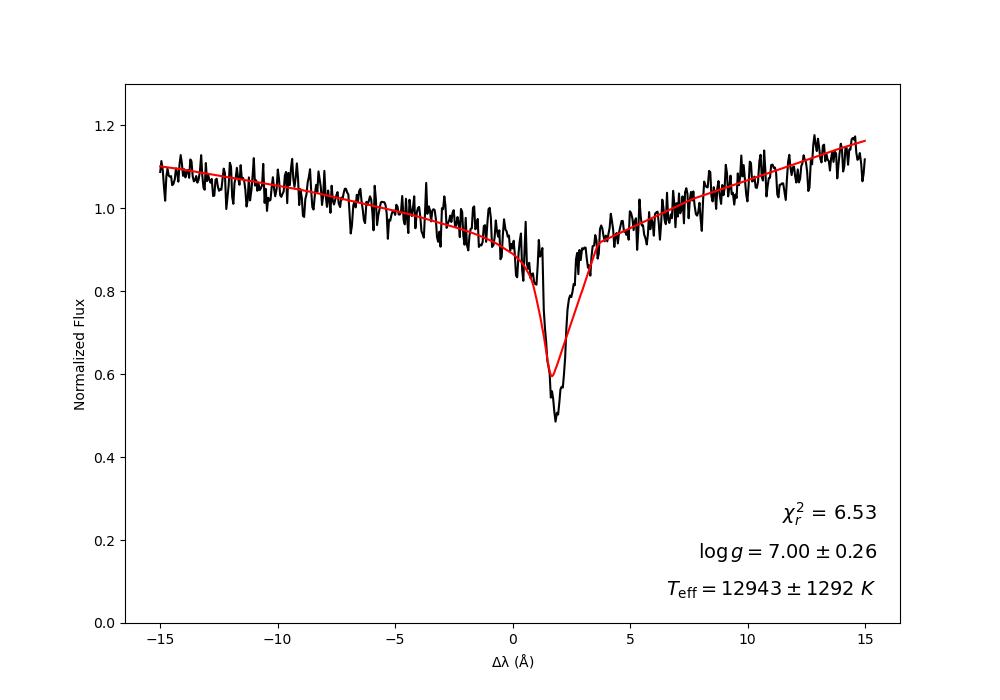 1.2
1.0
0.8
0.6
0.4
0.2
0.0
Normalized Flux
χ²ᵣ = 6.53
log g = 7.00 ± 0.26
T_eff = 12943 ± 1292 K
−15 −10 −5 0 5 10 15
Δλ (Å)